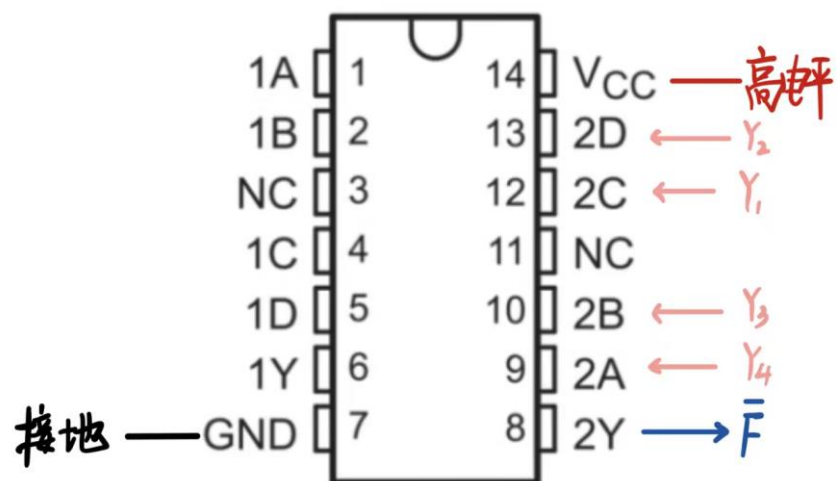 1A 1 14 VCC 高电平
1B 2 13 2D Y2
NC 3 12 2C Y1
1C 4 11 NC
1D 5 10 2B Y3
1Y 6 9 2A Y4
接地 GND 7 8 2Y F̅